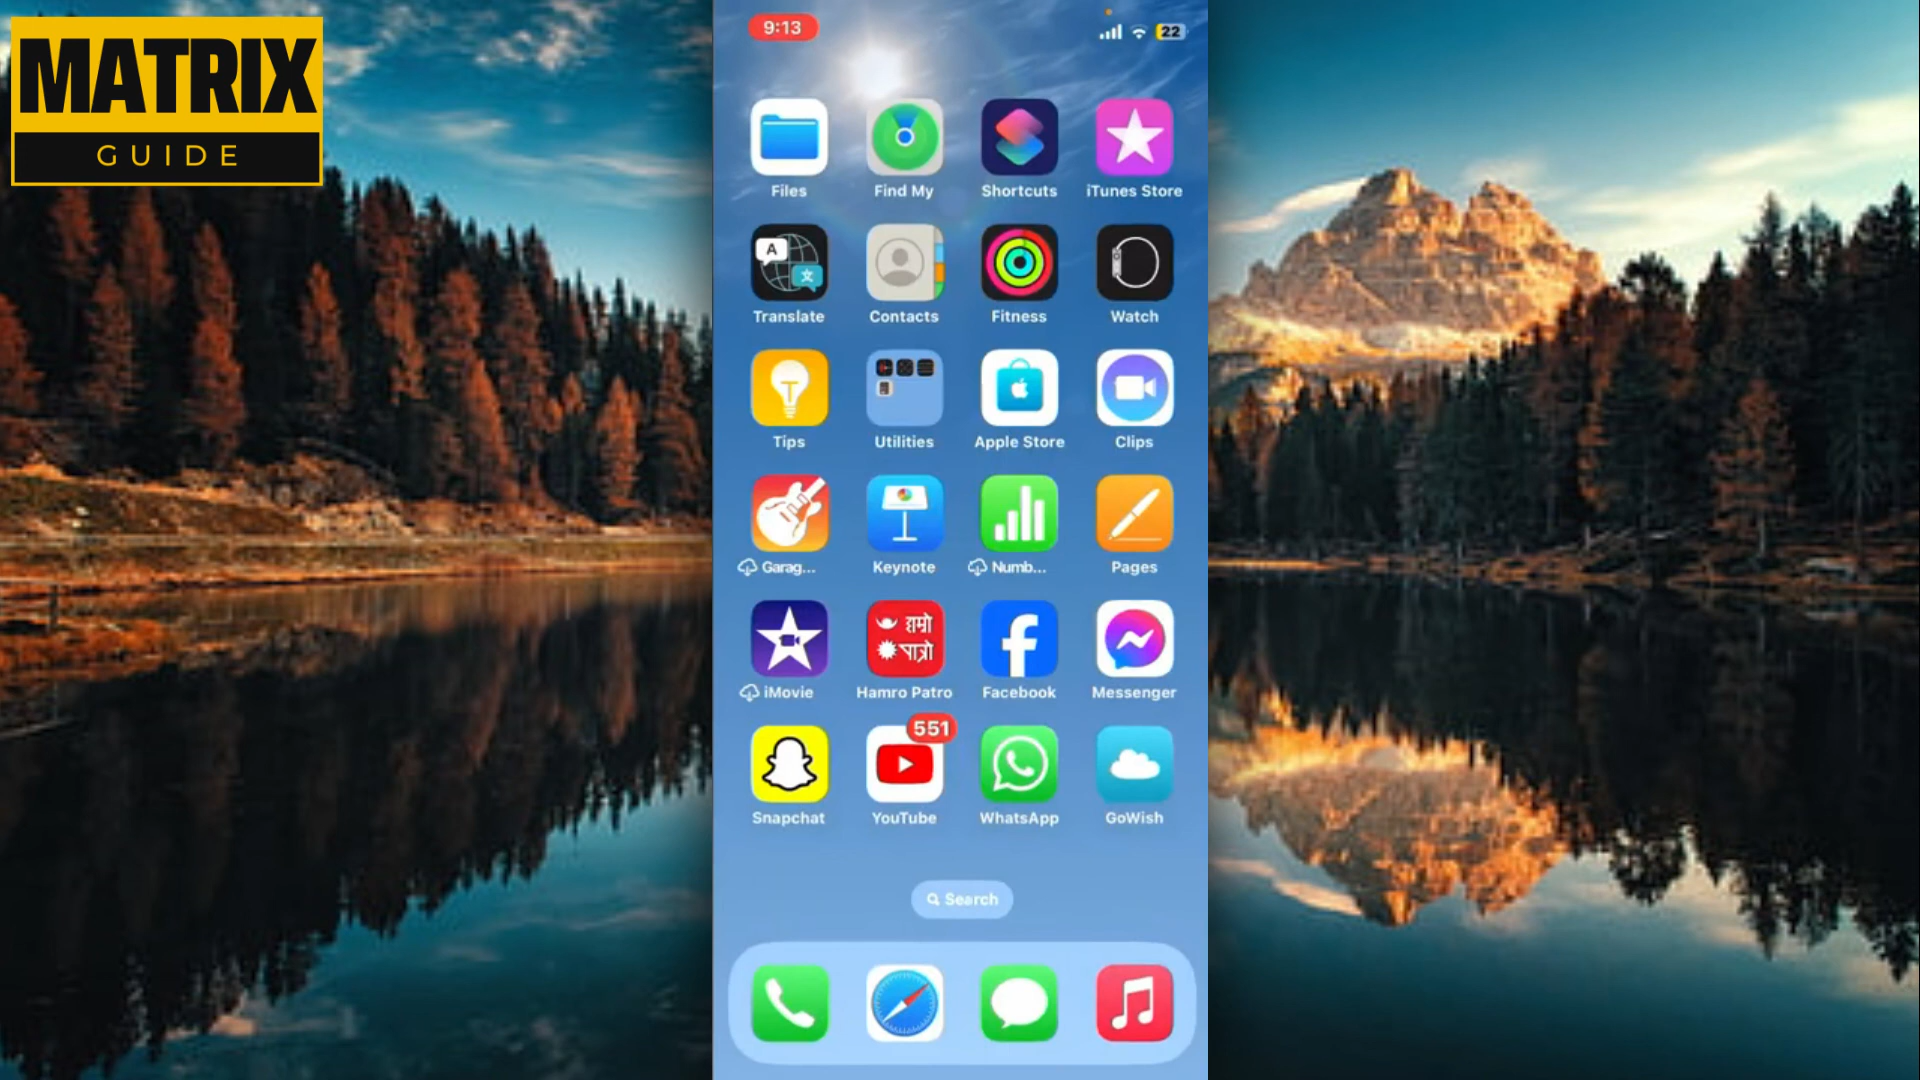 MATRIX
GUIDE
9:13
22
Files
Find My
Shortcuts
iTunes Store
A
文
Translate
Contacts
Fitness
Watch
Tips
Utilities
Apple Store
Clips
Garag...
Keynote
Numb...
Pages
हाम्रो
पात्रो
iMovie
Hamro Patro
Facebook
Messenger
551
Snapchat
YouTube
WhatsApp
GoWish
Search